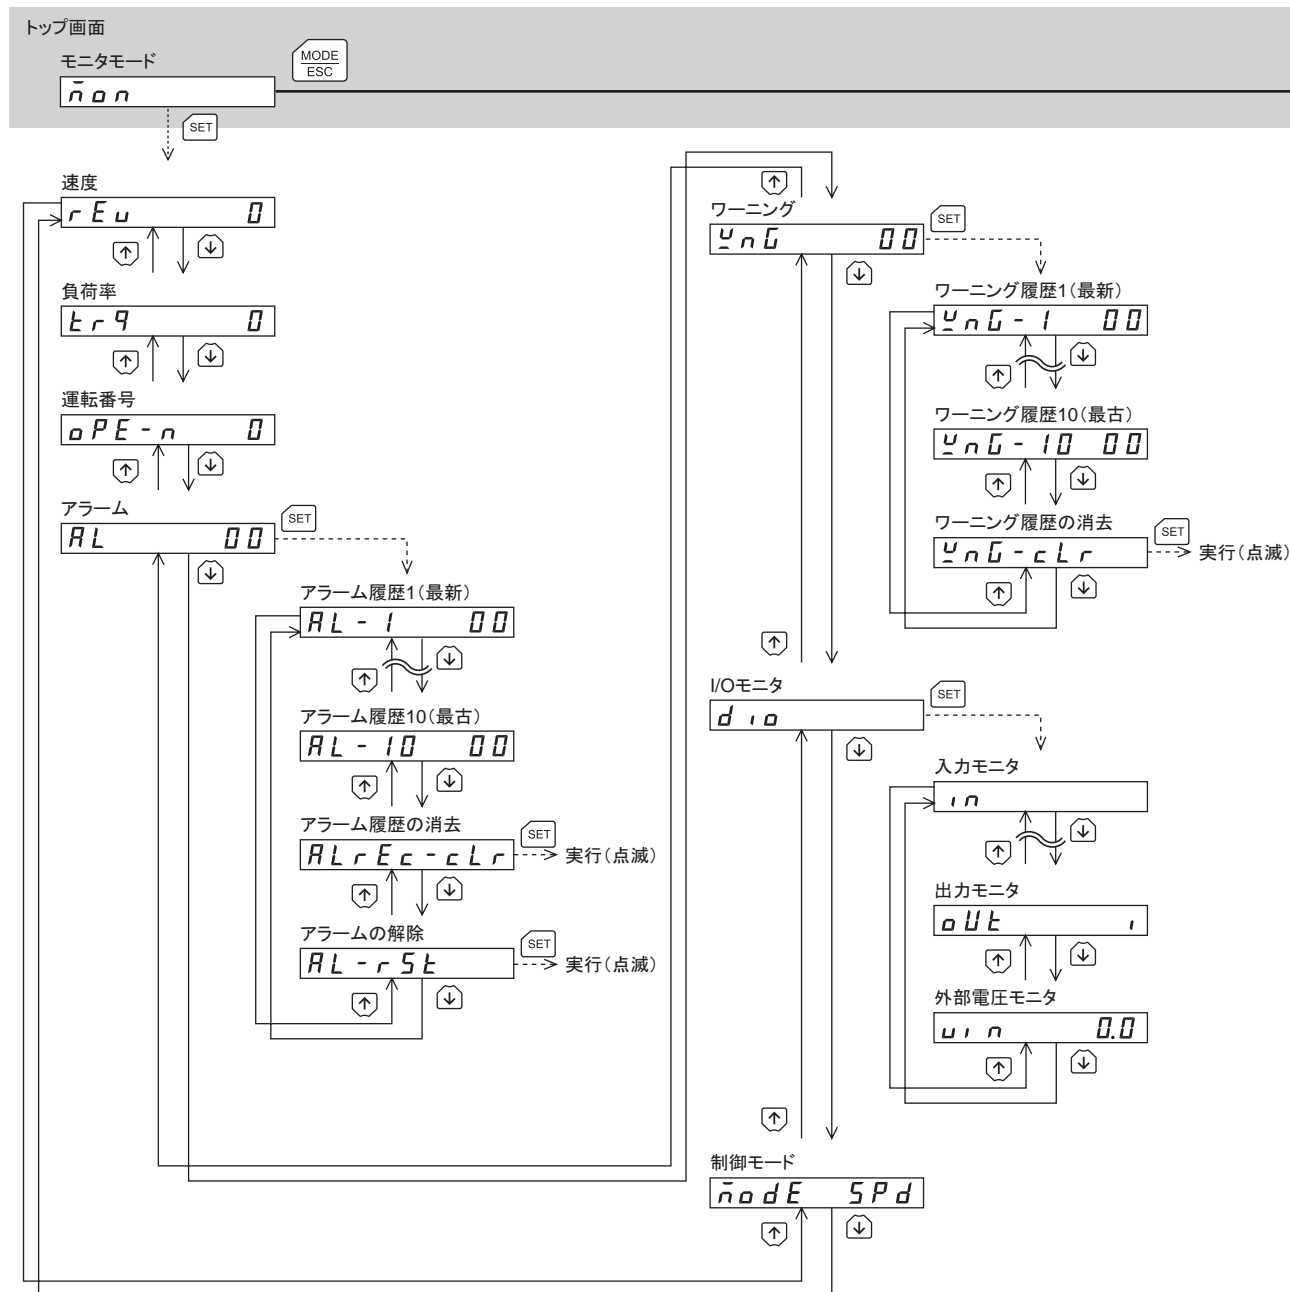 トップ画面
モニタモード
MODE
ESC
mon
SET
速度
rEv 0
↑ ↓
負荷率
trq 0
↑ ↓
運転番号
oPE-n 0
↑ ↓
アラーム
AL 00
SET
↓
アラーム履歴1(最新)
AL-1 00
↑ ↓
アラーム履歴10(最古)
AL-10 00
↑ ↓
アラーム履歴の消去
ALrEc-cLr
SET
実行(点滅)
↑ ↓
アラームの解除
AL-rSt
SET
実行(点滅)
↑ ↓
↑
ワーニング
WnG 00
SET
↓
ワーニング履歴1(最新)
WnG-1 00
↑ ↓
ワーニング履歴10(最古)
WnG-10 00
↑ ↓
ワーニング履歴の消去
WnG-cLr
SET
実行(点滅)
↑ ↓
↑
I/Oモニタ
dio
SET
↓
入力モニタ
in
↑ ↓
出力モニタ
oUt ı
↑ ↓
外部電圧モニタ
vin 0.0
↑ ↓
↑
制御モード
modE SPd
↑ ↓